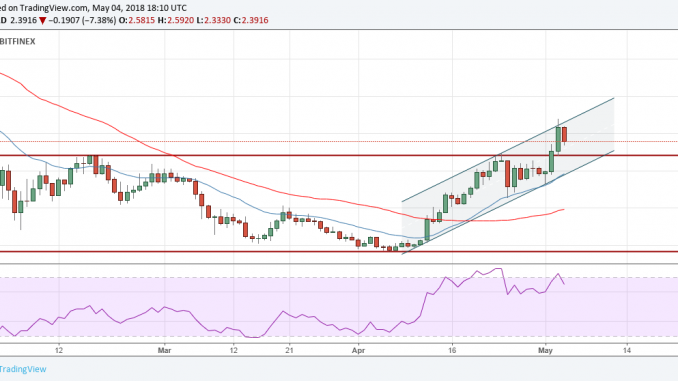 ed on TradingView.com, May 04, 2018 18:10 UTC
D 2.3916 ▼ −0.1907 (−7.38%) O: 2.5815 H: 2.5920 L: 2.3330 C: 2.3916
BITFINEX
12 Mar 12 21 Apr 16 May 14
TradingView